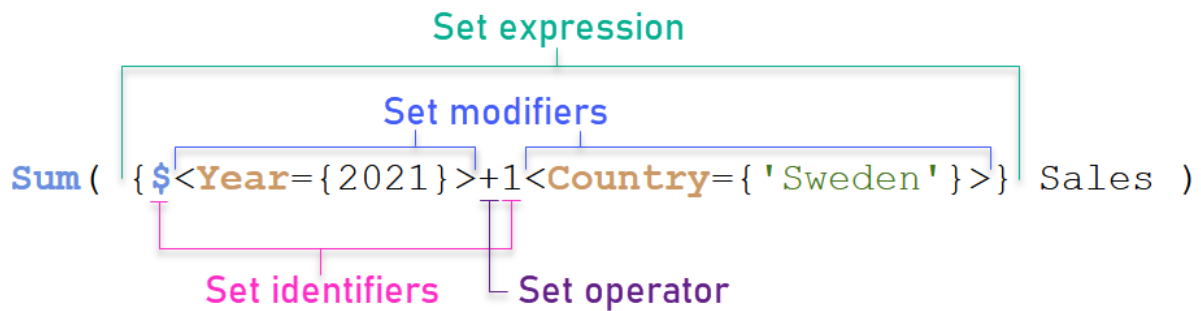 Set expression
Set modifiers
Sum( {$<Year={2021}>+1<Country={'Sweden'}>} Sales )
Set identifiers
Set operator